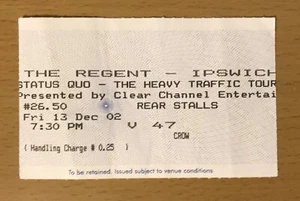 THE REGENT - IPSWICH
STATUS QUO - THE HEAVY TRAFFIC TOUR
Presented by Clear Channel Entertai
#26.50 REAR STALLS
Fri 13 Dec 02
7:30 PM V 47
CROW
( Handling Charge # 0.25 )
To be retained. Issued subject to venue conditions